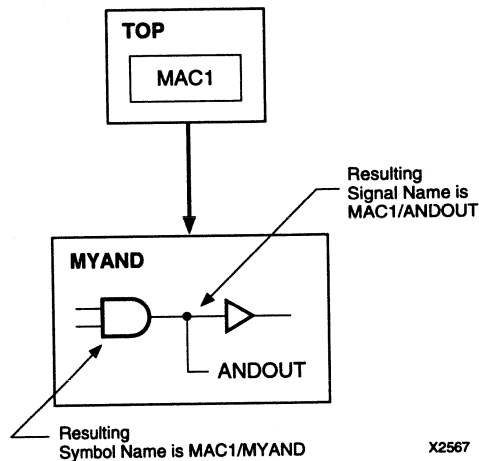 TOP
MAC1
Resulting
Signal Name is
MAC1/ANDOUT
MYAND
ANDOUT
Resulting
Symbol Name is MAC1/MYAND
X2567